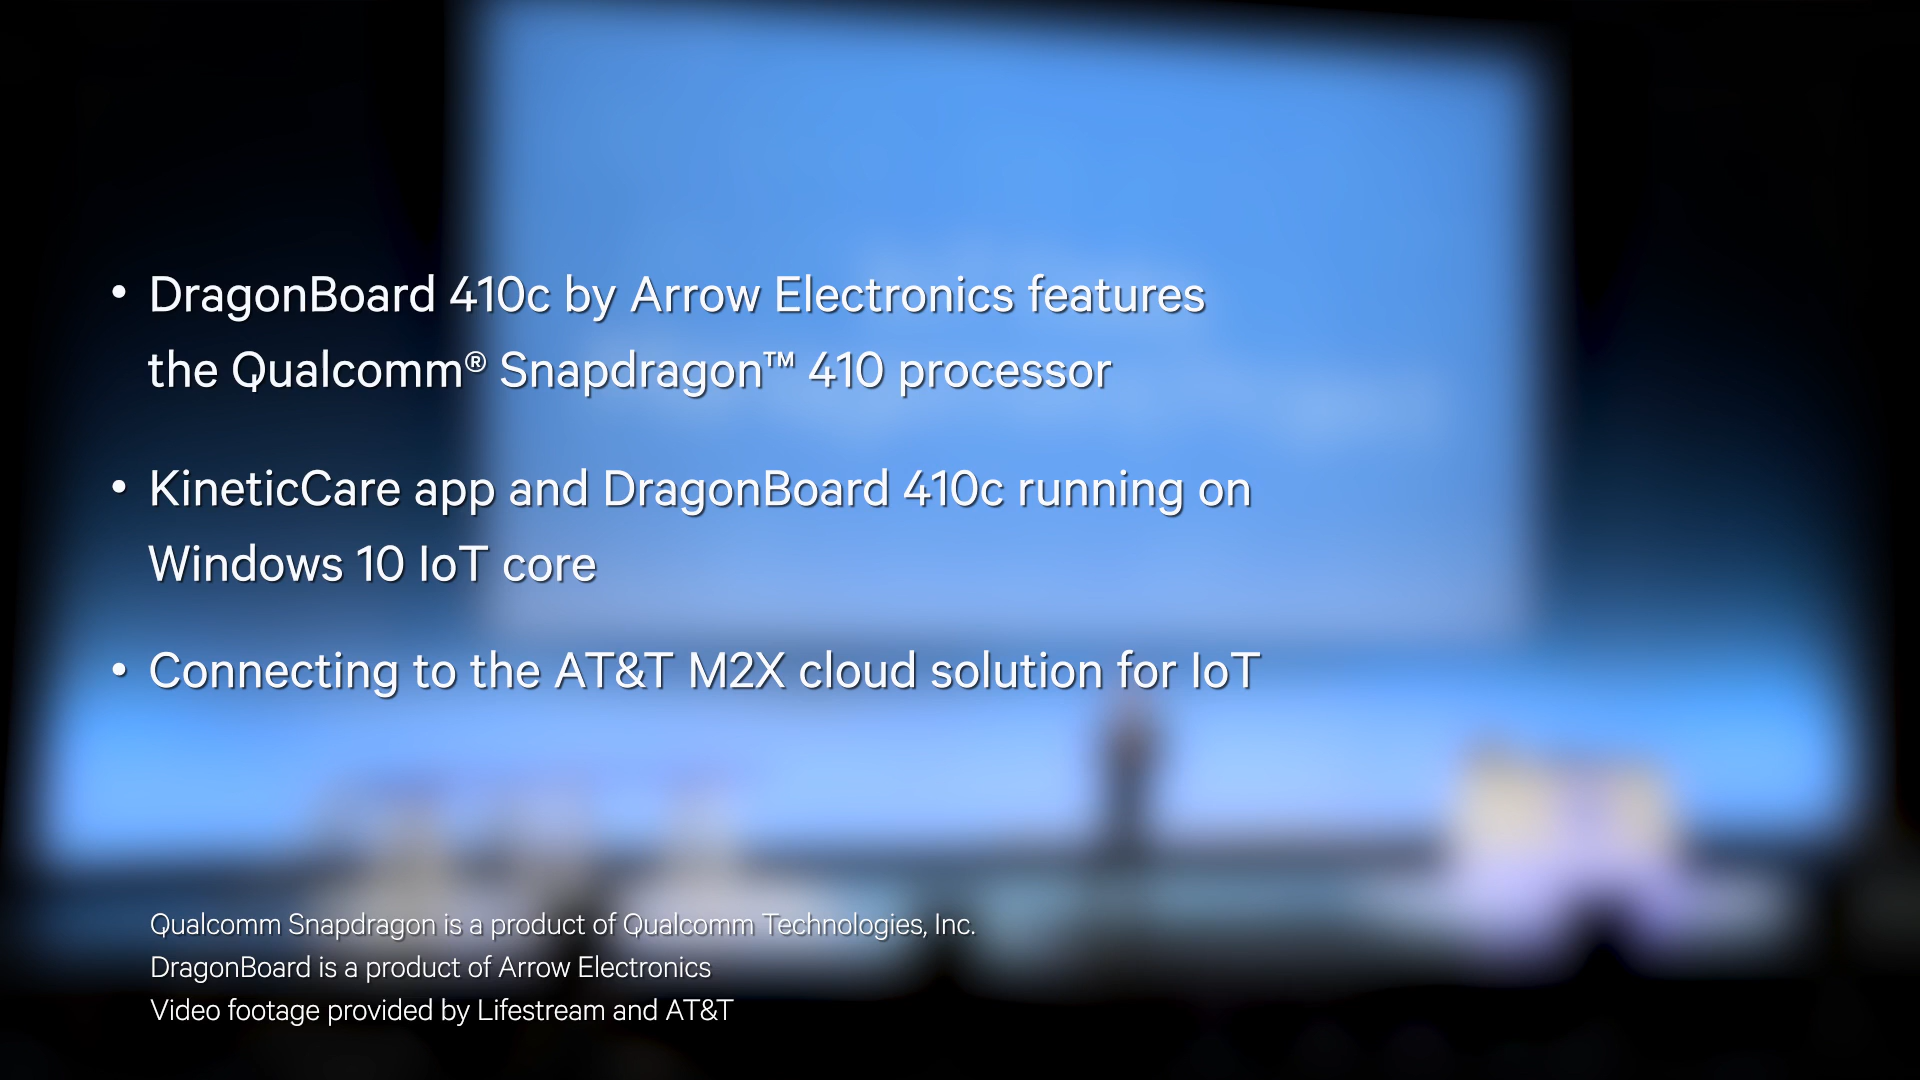 • DragonBoard 410c by Arrow Electronics features
the Qualcomm® Snapdragon™ 410 processor
• KineticCare app and DragonBoard 410c running on
Windows 10 IoT core
• Connecting to the AT&T M2X cloud solution for IoT
Qualcomm Snapdragon is a product of Qualcomm Technologies, Inc.
DragonBoard is a product of Arrow Electronics
Video footage provided by Lifestream and AT&T